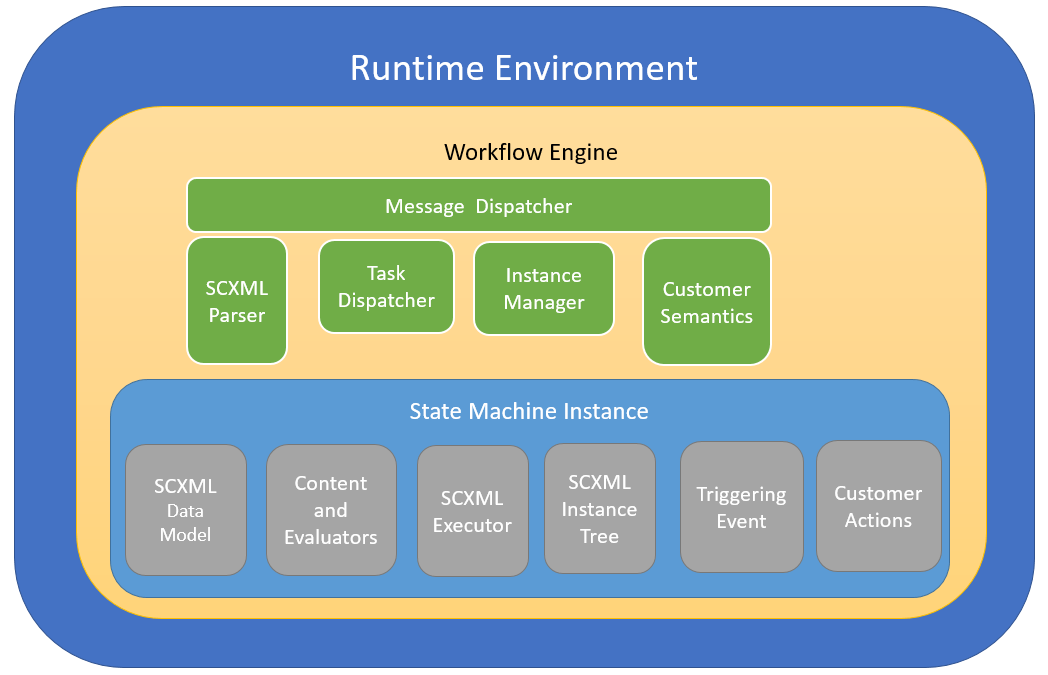 Runtime Environment
Workflow Engine
Message Dispatcher
SCXML
Parser
Task
Dispatcher
Instance
Manager
Customer
Semantics
State Machine Instance
SCXML
Data
Model
Content
and
Evaluators
SCXML
Executor
SCXML
Instance
Tree
Triggering
Event
Customer
Actions